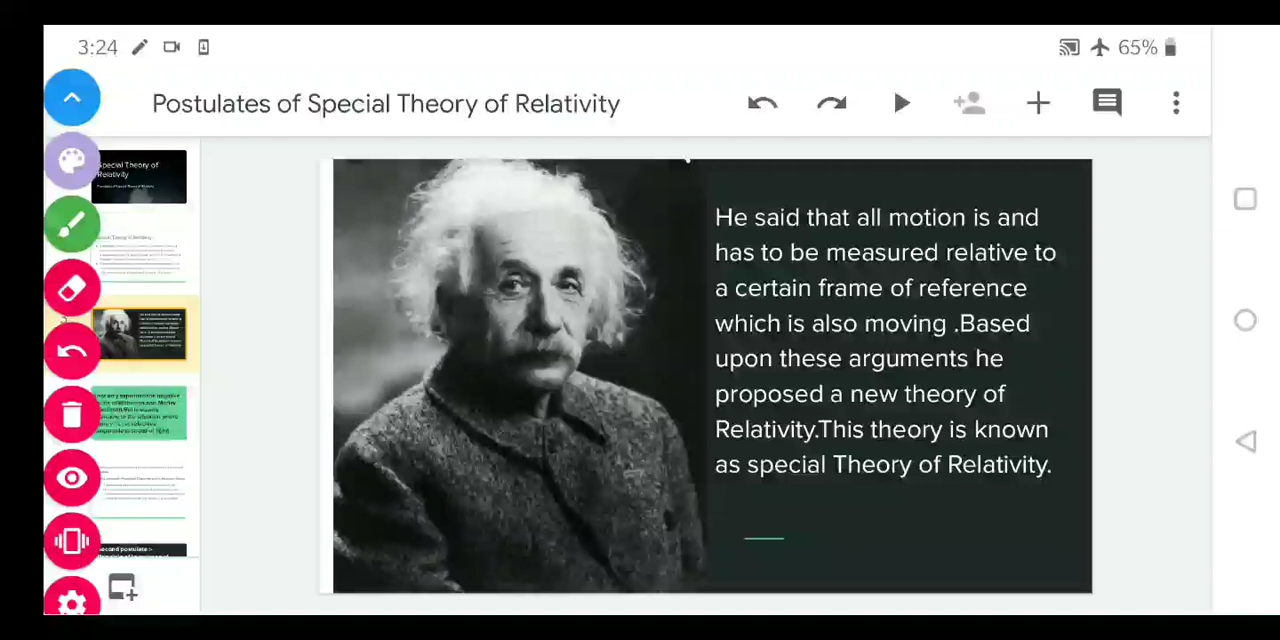 3:24
65%
Postulates of Special Theory of Relativity
Special Theory of
Relativity
He said that all motion is and
has to be measured relative to
a certain frame of reference
which is also moving .Based
upon these arguments he
proposed a new theory of
Relativity.This theory is known
as special Theory of Relativity.
Second postulate :-